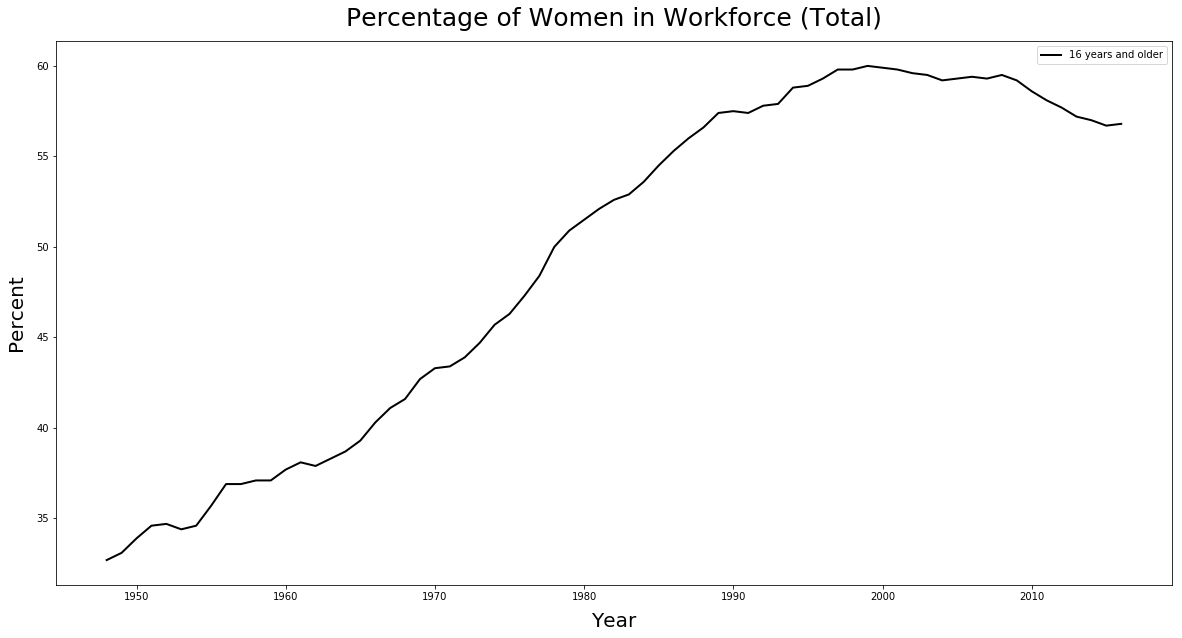 Percentage of Women in Workforce (Total)
16 years and older
60
55
50
45
40
35
Percent
1950 1960 1970 1980 1990 2000 2010
Year